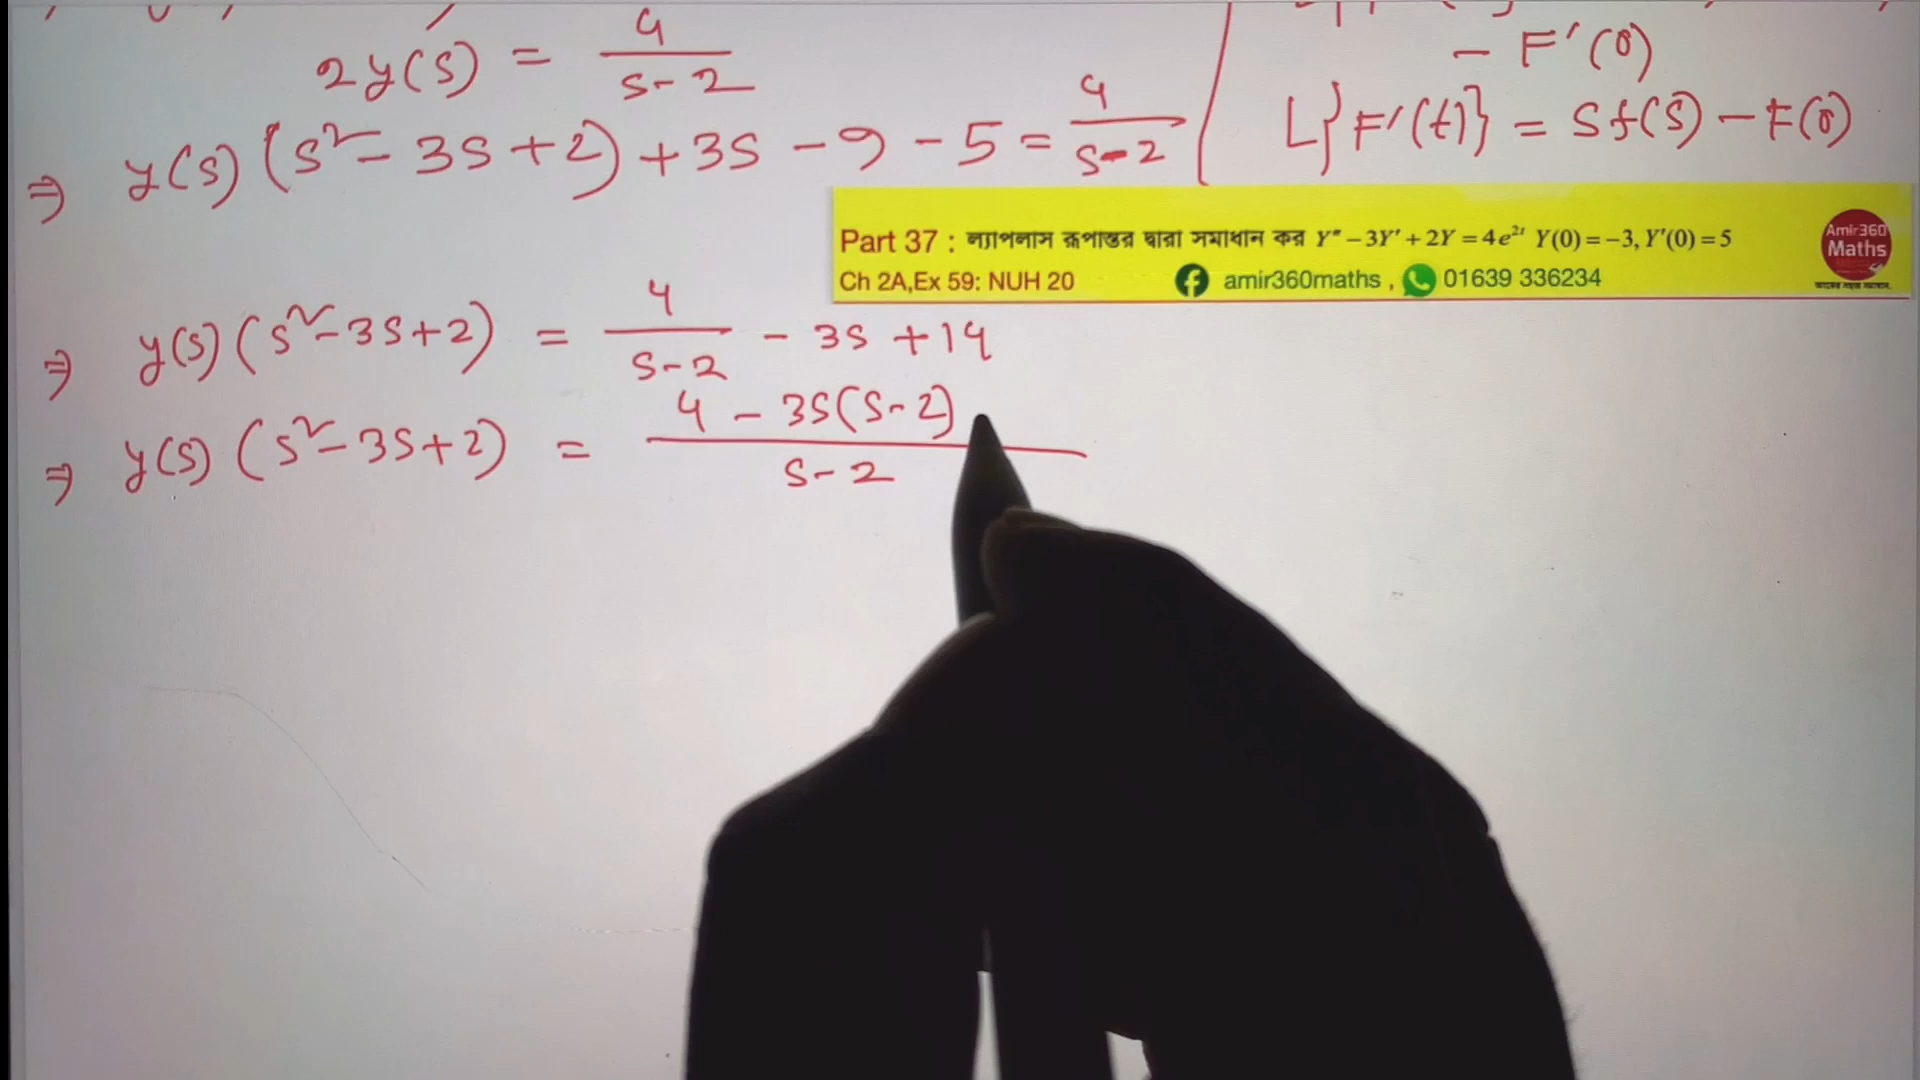 2y(s) = 4/(s-2)
- F'(0)
⇒ y(s)(s²-3s+2)+3s-9-5 = 4/(s-2)
L{F'(t)} = sf(s) - F(0)
Part 37 : ল্যাপলাস রূপান্তর দ্বারা সমাধান কর Y" – 3Y' + 2Y = 4e²ᵗ Y(0) = –3, Y'(0) = 5
Ch 2A,Ex 59: NUH 20 amir360maths , 01639 336234
Amir360
Maths
⇒ y(s)(s²-3s+2) = 4/(s-2) - 3s + 14
⇒ y(s)(s²-3s+2) = (4 - 3s(s-2))/(s-2)